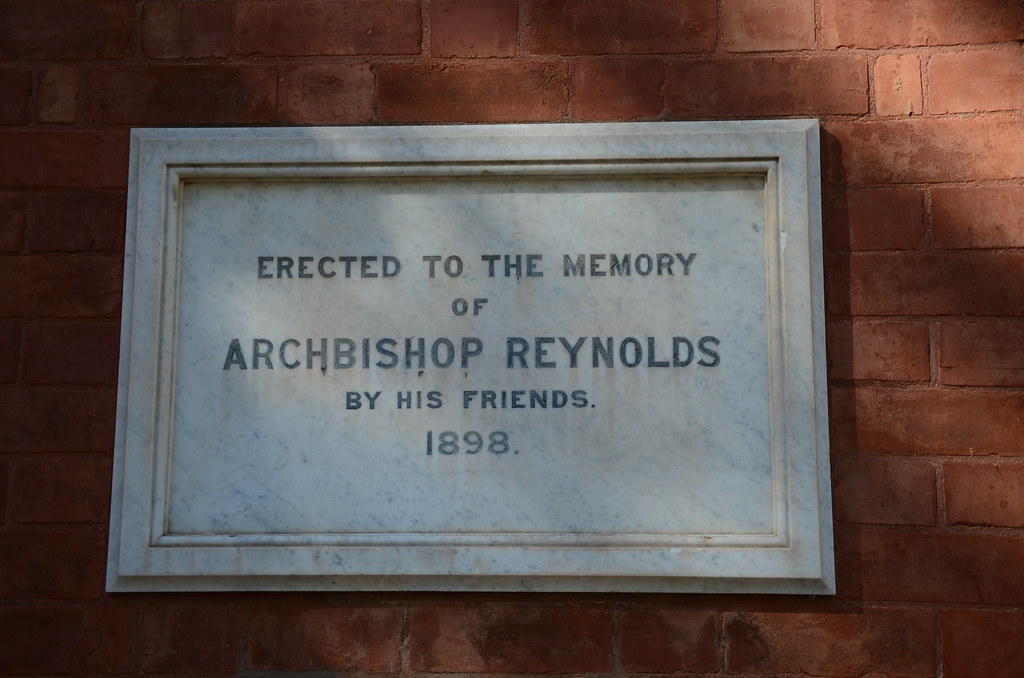 ERECTED TO THE MEMORY
OF
ARCHBISHOP REYNOLDS
BY HIS FRIENDS.
1898.